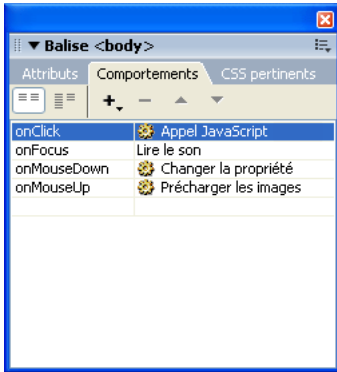 Balise <body>
Attributs Comportements CSS pertinents
onClick Appel JavaScript
onFocus Lire le son
onMouseDown Changer la propriété
onMouseUp Précharger les images